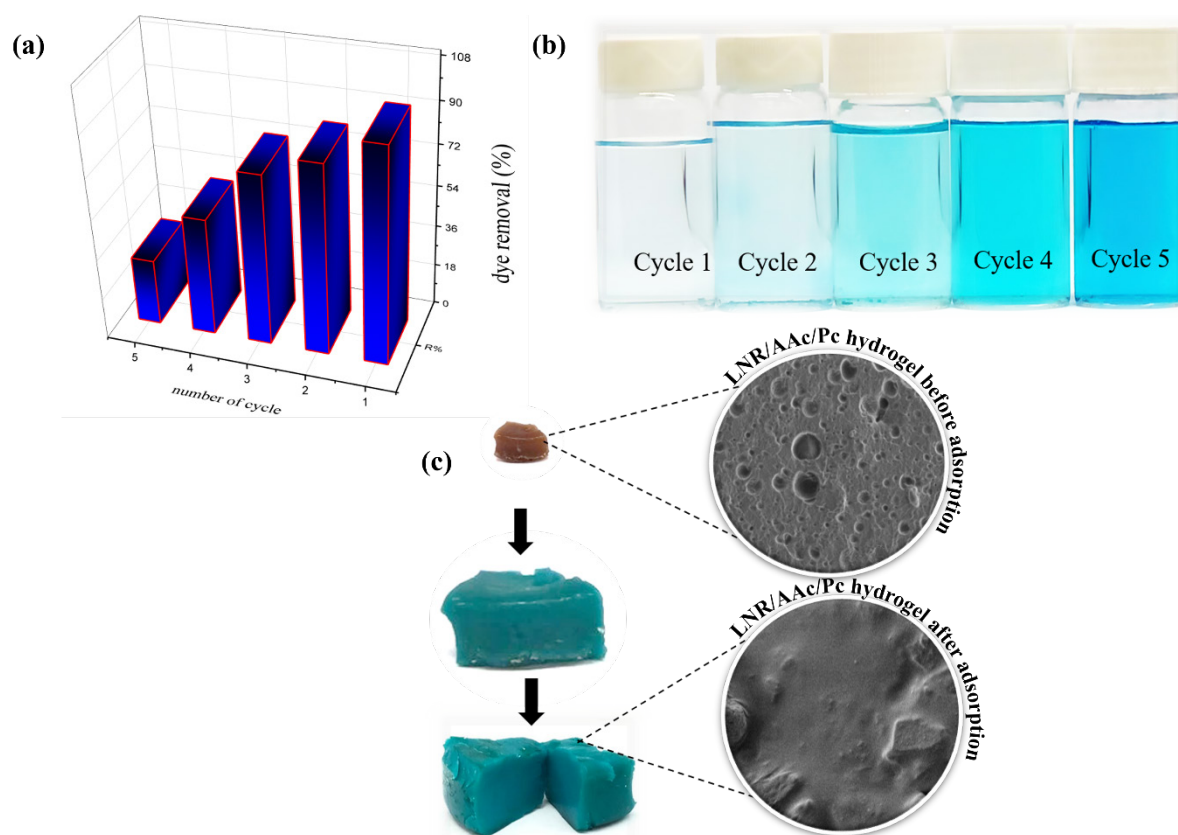 (a)
108
90
72
54
36
18
0
dye removal (%)
R%
5
4
3
2
1
number of cycle
(b)
Cycle 1
Cycle 2
Cycle 3
Cycle 4
Cycle 5
(c)
LNR/AAc/Pc hydrogel before adsorption
LNR/AAc/Pc hydrogel after adsorption